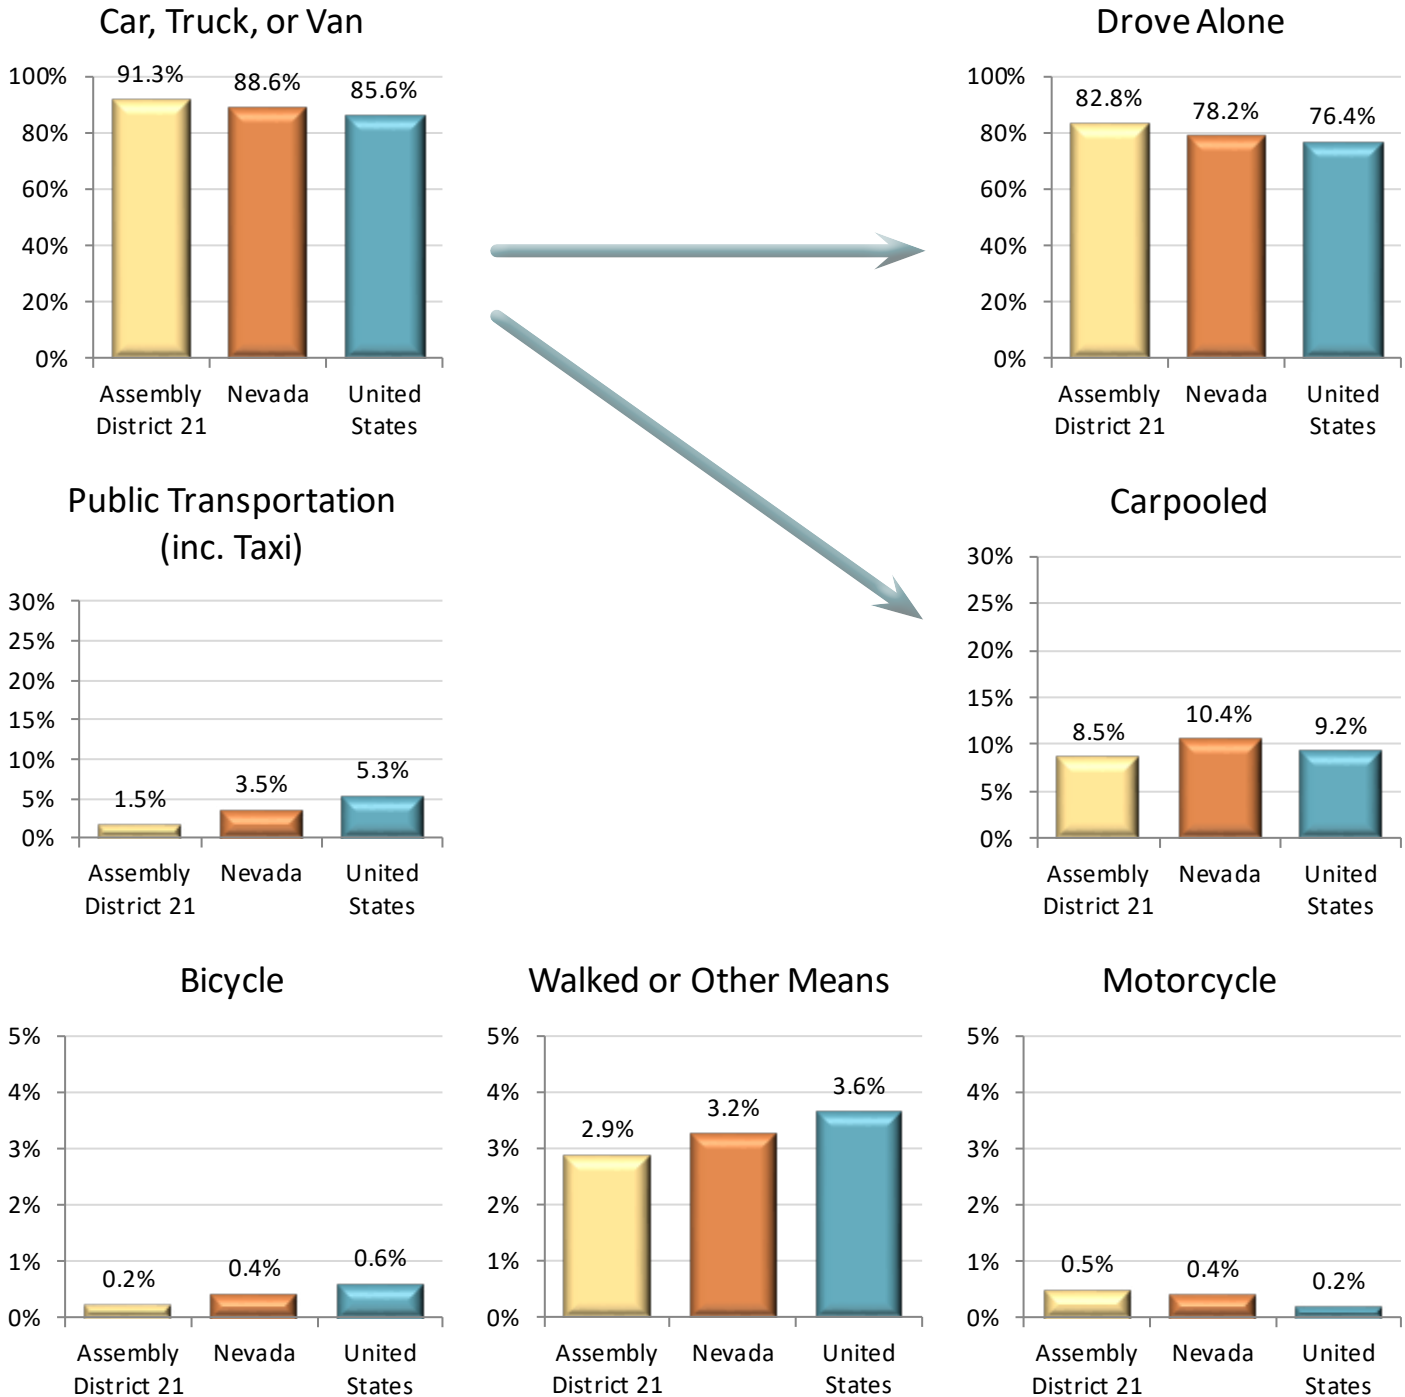 Car, Truck, or Van
100%
80%
60%
40%
20%
0%
91.3%
88.6%
85.6%
Assembly
District 21
Nevada
United
States
Drove Alone
100%
80%
60%
40%
20%
0%
82.8%
78.2%
76.4%
Assembly
District 21
Nevada
United
States
Public Transportation
(inc. Taxi)
30%
25%
20%
15%
10%
5%
0%
1.5%
3.5%
5.3%
Assembly
District 21
Nevada
United
States
Carpooled
30%
25%
20%
15%
10%
5%
0%
8.5%
10.4%
9.2%
Assembly
District 21
Nevada
United
States
Bicycle
5%
4%
3%
2%
1%
0%
0.2%
0.4%
0.6%
Assembly
District 21
Nevada
United
States
Walked or Other Means
5%
4%
3%
2%
1%
0%
2.9%
3.2%
3.6%
Assembly
District 21
Nevada
United
States
Motorcycle
5%
4%
3%
2%
1%
0%
0.5%
0.4%
0.2%
Assembly
District 21
Nevada
United
States